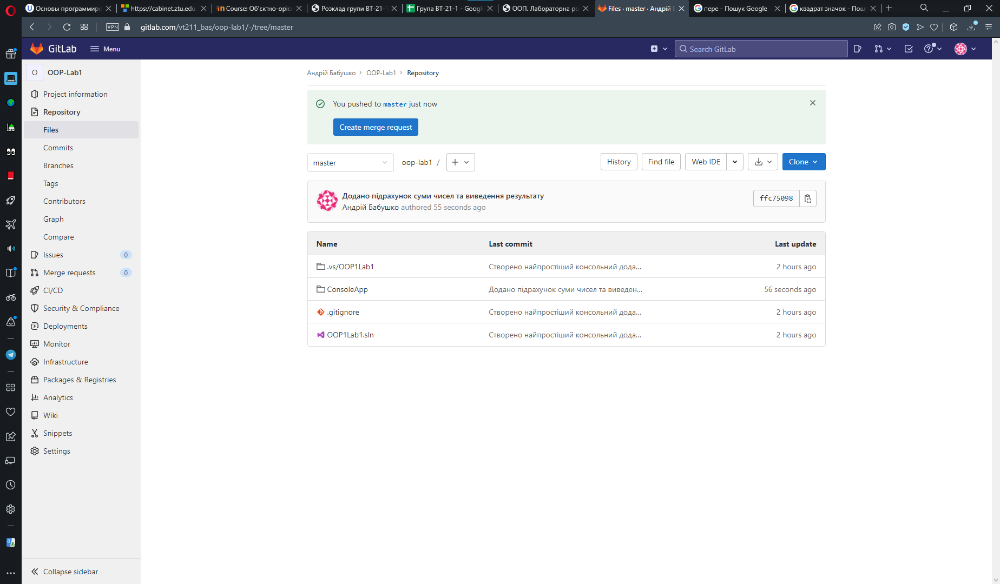 Основы программиро
https://cabinet.ztu.edu.
Course: Об'єктно-оріє
Розклад групи ВТ-21-1
Група ВТ-21-1 - Google
ООП. Лабораторна ро
Files · master · Андрій Б
пере - Пошук Google
квадрат значок - Пош
VPN
gitlab.com/vt211_bas/oop-lab1/-/tree/master
GitLab
Menu
Search GitLab
O
OOP-Lab1
Project information
Repository
Files
Commits
Branches
Tags
Contributors
Graph
Compare
Issues
0
Merge requests
0
CI/CD
Security & Compliance
Deployments
Monitor
Infrastructure
Packages & Registries
Analytics
Wiki
Snippets
Settings
Collapse sidebar
Андрій Бабушко › OOP-Lab1 › Repository
You pushed to master just now
Create merge request
master
oop-lab1 /
History
Find file
Web IDE
Clone
Додано підрахунок суми чисел та виведення результату
Андрій Бабушко authored 55 seconds ago
ffc75098
Name Last commit Last update
.vs/OOP1Lab1 Створено найпростіший консольний дода... 2 hours ago
ConsoleApp Додано підрахунок суми чисел та виведен... 56 seconds ago
.gitignore Створено найпростіший консольний дода... 2 hours ago
OOP1Lab1.sln Створено найпростіший консольний дода... 2 hours ago